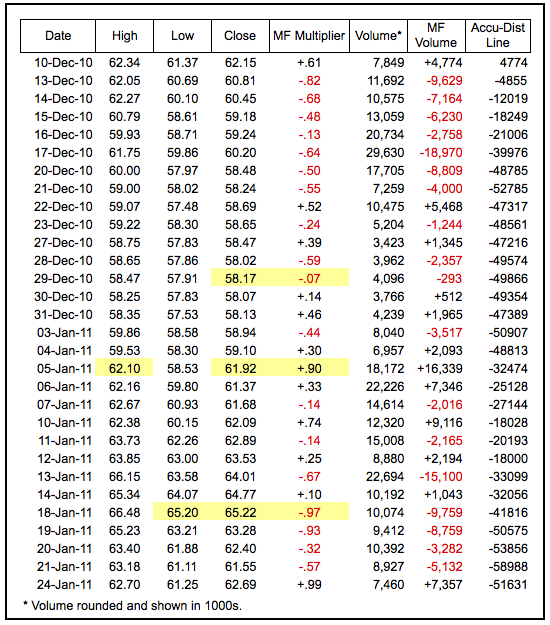 Date High Low Close MF Multiplier Volume* MF Volume Accu-Dist Line
10-Dec-10 62.34 61.37 62.15 +.61 7,849 +4,774 4774
13-Dec-10 62.05 60.69 60.81 -.82 11,692 -9,629 -4855
14-Dec-10 62.27 60.10 60.45 -.68 10,575 -7,164 -12019
15-Dec-10 60.79 58.61 59.18 -.48 13,059 -6,230 -18249
16-Dec-10 59.93 58.71 59.24 -.13 20,734 -2,758 -21006
17-Dec-10 61.75 59.86 60.20 -.64 29,630 -18,970 -39976
20-Dec-10 60.00 57.97 58.48 -.50 17,705 -8,809 -48785
21-Dec-10 59.00 58.02 58.24 -.55 7,259 -4,000 -52785
22-Dec-10 59.07 57.48 58.69 +.52 10,475 +5,468 -47317
23-Dec-10 59.22 58.30 58.65 -.24 5,204 -1,244 -48561
27-Dec-10 58.75 57.83 58.47 +.39 3,423 +1,345 -47216
28-Dec-10 58.65 57.86 58.02 -.59 3,962 -2,357 -49574
29-Dec-10 58.47 57.91 58.17 -.07 4,096 -293 -49866
30-Dec-10 58.25 57.83 58.07 +.14 3,766 +512 -49354
31-Dec-10 58.35 57.53 58.13 +.46 4,239 +1,965 -47389
03-Jan-11 59.86 58.58 58.94 -.44 8,040 -3,517 -50907
04-Jan-11 59.53 58.30 59.10 +.30 6,957 +2,093 -48813
05-Jan-11 62.10 58.53 61.92 +.90 18,172 +16,339 -32474
06-Jan-11 62.16 59.80 61.37 +.33 22,226 +7,346 -25128
07-Jan-11 62.67 60.93 61.68 -.14 14,614 -2,016 -27144
10-Jan-11 62.38 60.15 62.09 +.74 12,320 +9,116 -18028
11-Jan-11 63.73 62.26 62.89 -.14 15,008 -2,165 -20193
12-Jan-11 63.85 63.00 63.53 +.25 8,880 +2,194 -18000
13-Jan-11 66.15 63.58 64.01 -.67 22,694 -15,100 -33099
14-Jan-11 65.34 64.07 64.77 +.10 10,192 +1,043 -32056
18-Jan-11 66.48 65.20 65.22 -.97 10,074 -9,759 -41816
19-Jan-11 65.23 63.21 63.28 -.93 9,412 -8,759 -50575
20-Jan-11 63.40 61.88 62.40 -.32 10,392 -3,282 -53856
21-Jan-11 63.18 61.11 61.55 -.57 8,927 -5,132 -58988
24-Jan-11 62.70 61.25 62.69 +.99 7,460 +7,357 -51631
* Volume rounded and shown in 1000s.